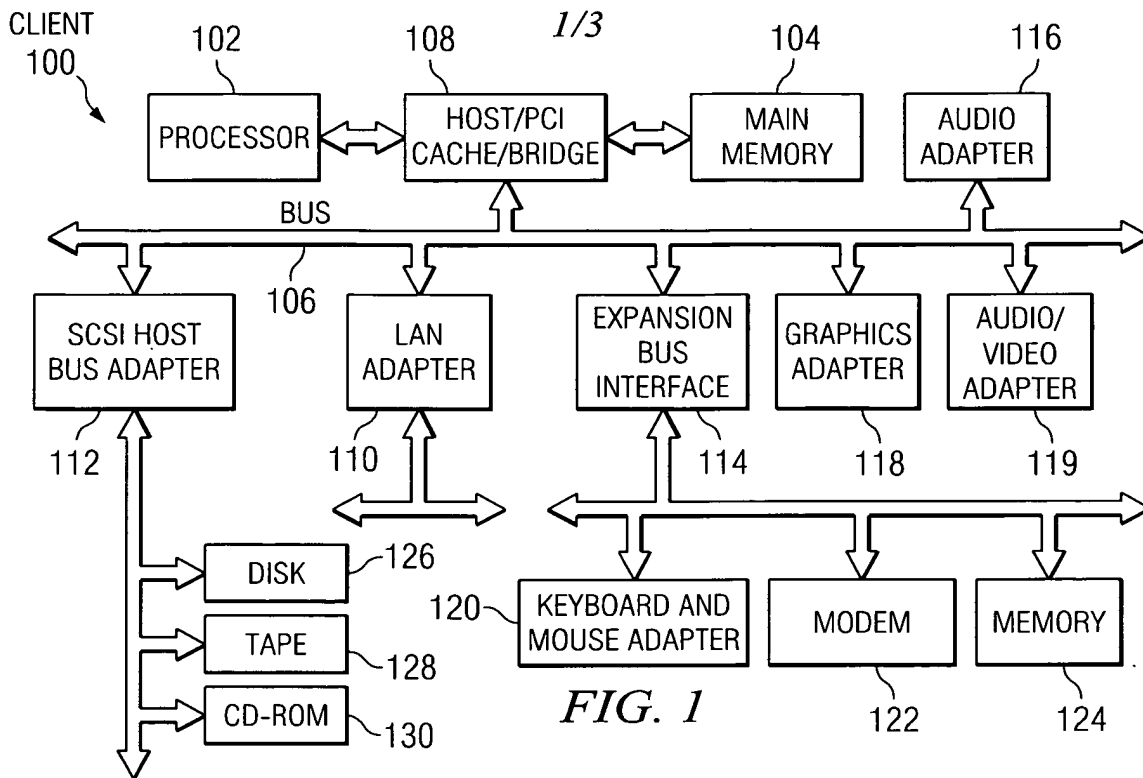 1/3
CLIENT
100
102
108
104
116
PROCESSOR
HOST/PCI
CACHE/BRIDGE
MAIN
MEMORY
AUDIO
ADAPTER
BUS
106
SCSI HOST
BUS ADAPTER
LAN
ADAPTER
EXPANSION
BUS
INTERFACE
GRAPHICS
ADAPTER
AUDIO/
VIDEO
ADAPTER
112
110
114
118
119
DISK
126
TAPE
128
CD-ROM
130
120
KEYBOARD AND
MOUSE ADAPTER
MODEM
MEMORY
122
124
FIG. 1